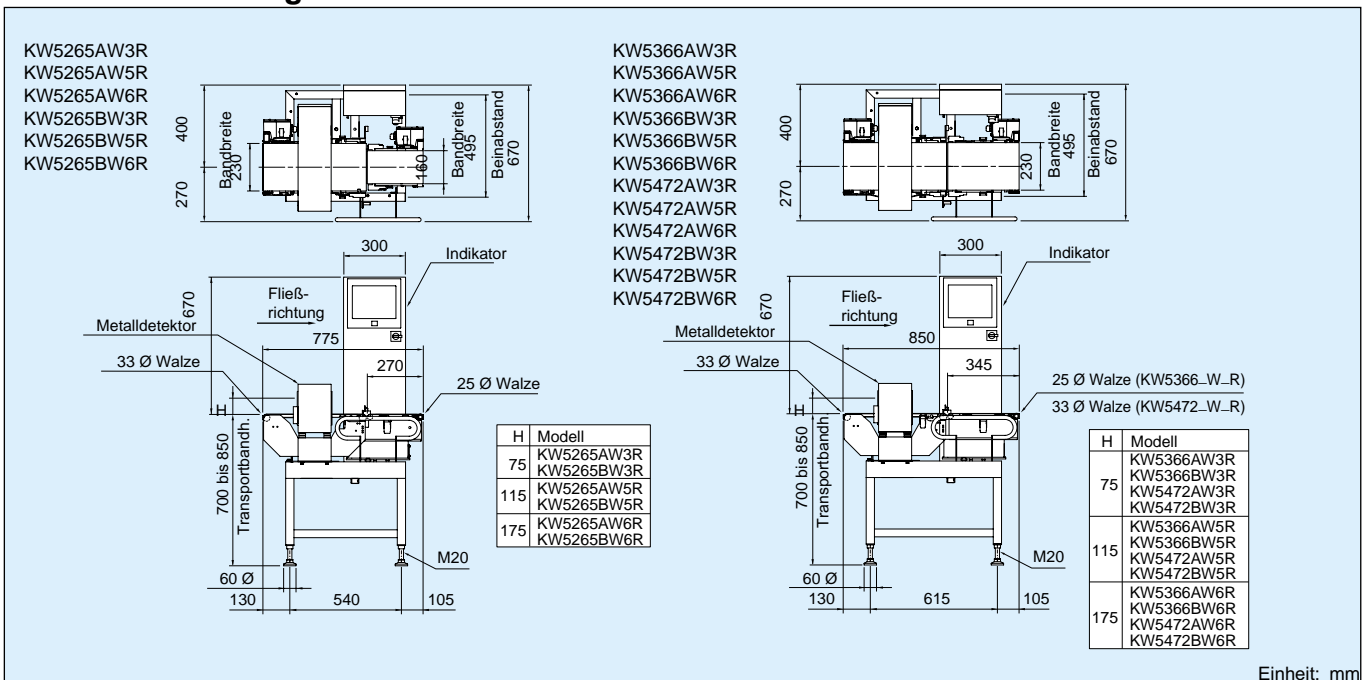 KW5265AW3R
KW5265AW5R
KW5265AW6R
KW5265BW3R
KW5265BW5R
KW5265BW6R
400
270
Bandbreite
230
160
Bandbreite
495
Beinabstand
670
300
Indikator
670
Fließ-
richtung
Metalldetektor
775
33 Ø Walze
270
25 Ø Walze
H
700 bis 850
Transportbandh.
M20
60 Ø
130
540
105
H Modell
75 KW5265AW3R
KW5265BW3R
115 KW5265AW5R
KW5265BW5R
175 KW5265AW6R
KW5265BW6R
KW5366AW3R
KW5366AW5R
KW5366AW6R
KW5366BW3R
KW5366BW5R
KW5366BW6R
KW5472AW3R
KW5472AW5R
KW5472AW6R
KW5472BW3R
KW5472BW5R
KW5472BW6R
400
270
230
Bandbreite
495
Beinabstand
670
300
Indikator
670
Fließ-
richtung
Metalldetektor
850
33 Ø Walze
345
25 Ø Walze (KW5366_W_R)
33 Ø Walze (KW5472_W_R)
H
700 bis 850
Transportbandh.
M20
60 Ø
130
615
105
H Modell
75 KW5366AW3R
KW5366BW3R
KW5472AW3R
KW5472BW3R
115 KW5366AW5R
KW5366BW5R
KW5472AW5R
KW5472BW5R
175 KW5366AW6R
KW5366BW6R
KW5472AW6R
KW5472BW6R
Einheit: mm